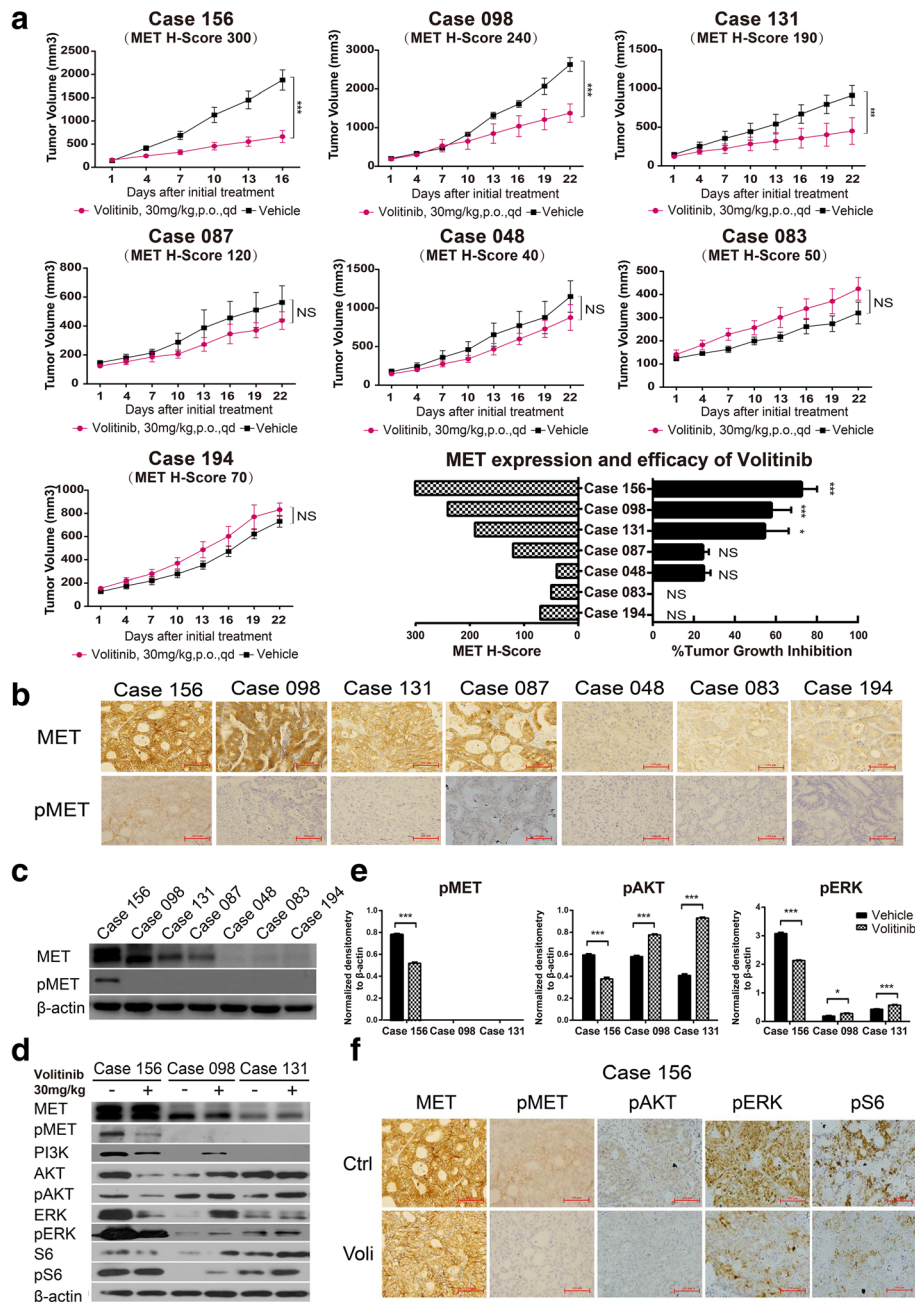 a
Case 156
(MET H-Score 300)
Tumor Volume (mm3)
2500
2000
1500
1000
500
0
1 4 7 10 13 16
***
Days after initial treatment
Volitinib, 30mg/kg,p.o.,qd Vehicle
Case 098
(MET H-Score 240)
Tumor Volume (mm3)
3000
2000
1000
0
1 4 7 10 13 16 19 22
***
Days after initial treatment
Volitinib, 30mg/kg,p.o.,qd Vehicle
Case 131
(MET H-Score 190)
Tumor Volume (mm3)
1500
1000
500
0
1 4 7 10 13 16 19 22
Days after initial treatment
Volitinib, 30mg/kg,p.o.,qd Vehicle
Case 087
(MET H-Score 120)
Tumor Volume (mm3)
800
600
400
200
0
1 4 7 10 13 16 19 22
NS
Days after initial treatment
Volitinib, 30mg/kg,p.o.,qd Vehicle
Case 048
(MET H-Score 40)
Tumor Volume (mm3)
1500
1000
500
0
1 4 7 10 13 16 19 22
NS
Days after initial treatment
Volitinib, 30mg/kg,p.o.,qd Vehicle
Case 083
(MET H-Score 50)
Tumor Volume (mm3)
500
400
300
200
100
0
1 4 7 10 13 16 19 22
NS
Days after initial treatment
Volitinib, 30mg/kg,p.o.,qd Vehicle
Case 194
(MET H-Score 70)
Tumor Volume (mm3)
1000
800
600
400
200
0
1 4 7 10 13 16 19 22
NS
Days after initial treatment
Volitinib, 30mg/kg,p.o.,qd Vehicle
MET expression and efficacy of Volitinib
Case 156 ***
Case 098 ***
Case 131 *
Case 087 NS
Case 048 NS
Case 083 NS
Case 194 NS
300 200 100 0 0 20 40 60 80 100
MET H-Score %Tumor Growth Inhibition
b
Case 156 Case 098 Case 131 Case 087 Case 048 Case 083 Case 194
MET
pMET
c
Case 156 Case 098 Case 131 Case 087 Case 048 Case 083 Case 194
MET
pMET
β-actin
e
pMET
Normalized densitometry
to β-actin
1.0
0.8
0.6
0.4
0.2
0.0
***
Case 156 Case 098 Case 131
pAKT
Normalized densitometry
to β-actin
1.0
0.8
0.6
0.4
0.2
0.0
*** *** ***
Case 156 Case 098 Case 131
pERK
Normalized densitometry
to β-actin
4
3
2
1
0
*** * ***
Case 156 Case 098 Case 131
Vehicle
Volitinib
d
Volitinib Case 156 Case 098 Case 131
30mg/kg - + - + - +
MET
pMET
PI3K
AKT
pAKT
ERK
pERK
S6
pS6
β-actin
f
Case 156
MET pMET pAKT pERK pS6
Ctrl
Voli